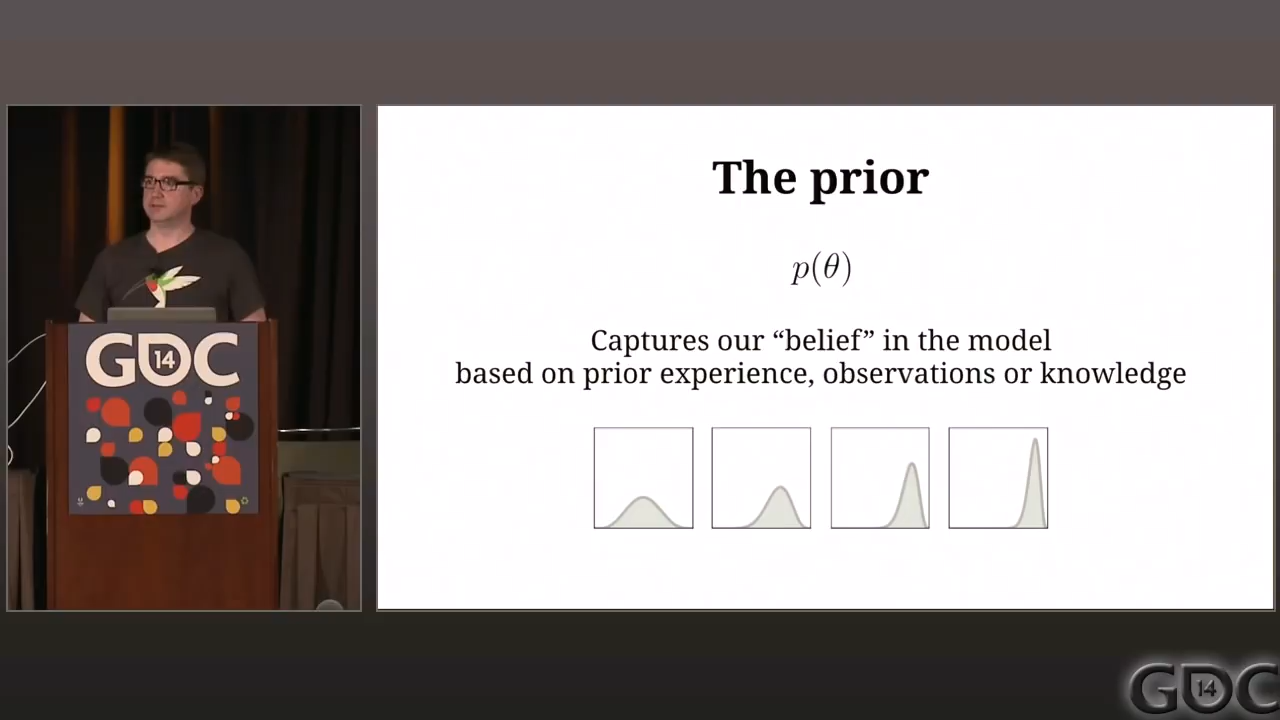 The prior
p(θ)
Captures our “belief” in the model
based on prior experience, observations or knowledge
GDC
14
GDC
14